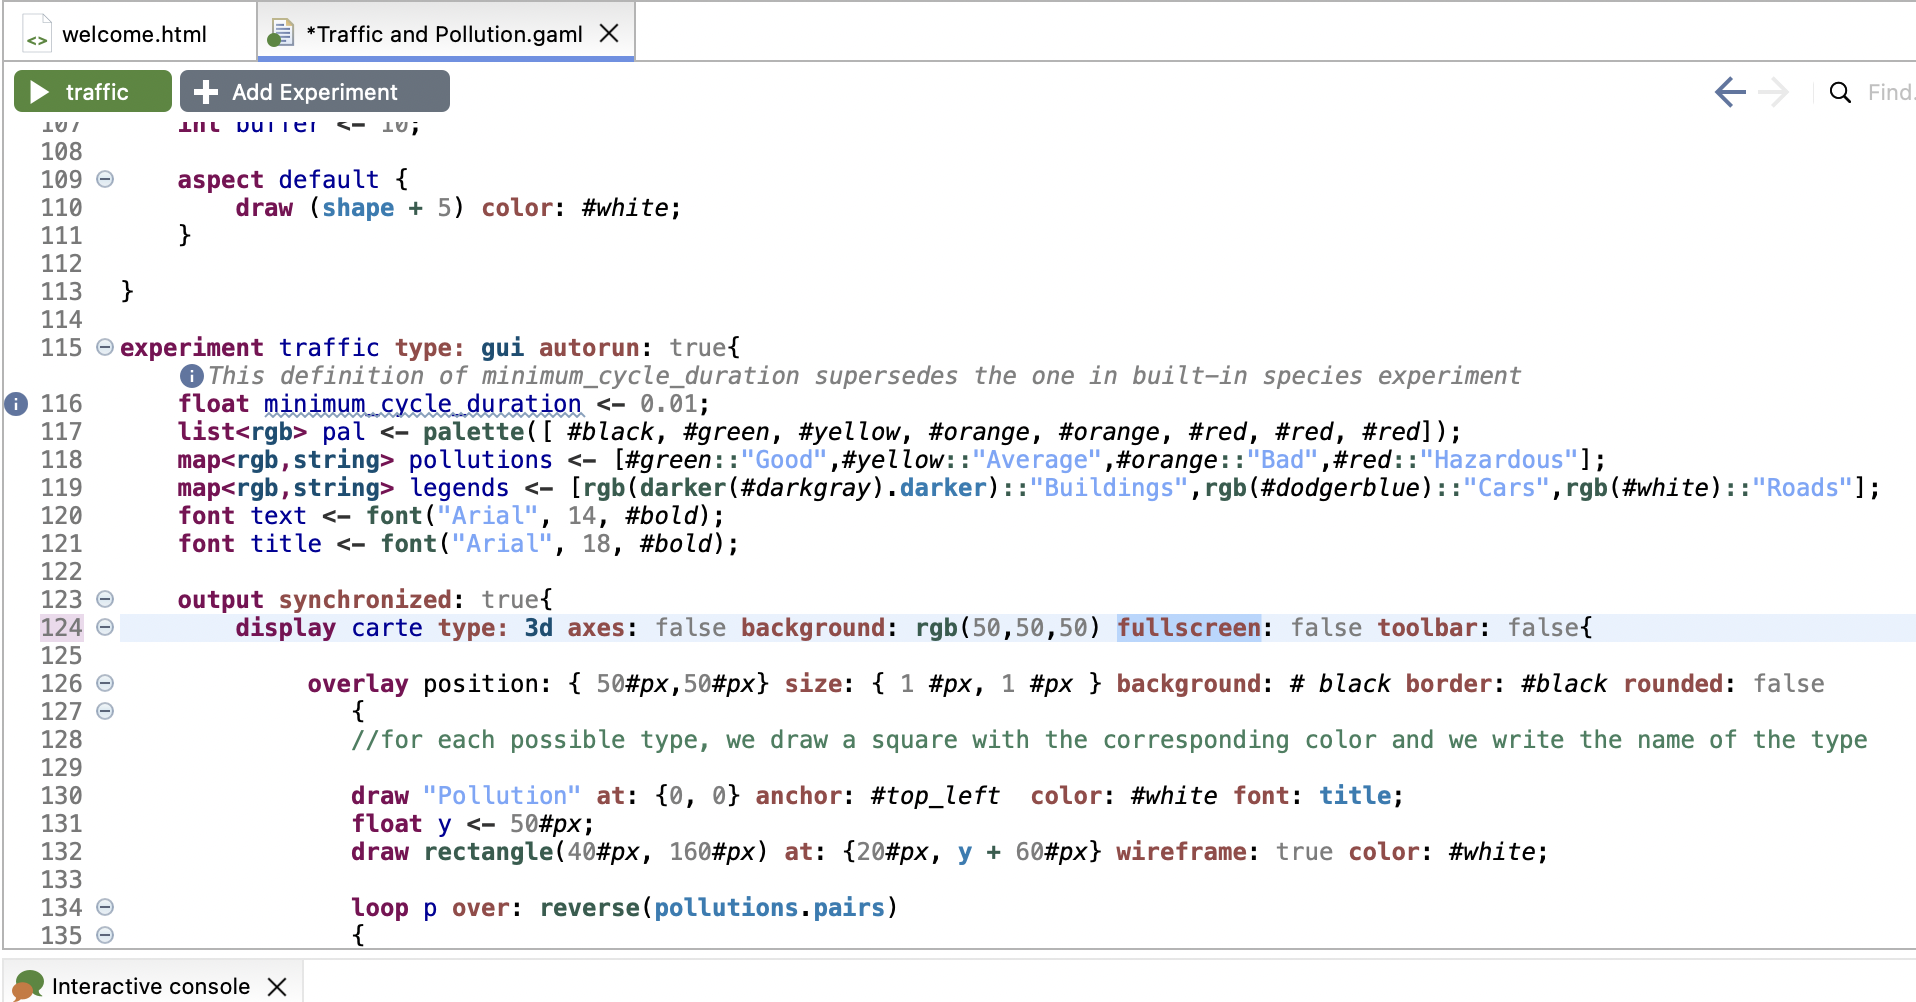 welcome.html
*Traffic and Pollution.gaml
traffic
Add Experiment
Find.
107 int buffer <- 10;
108
109 aspect default {
110 draw (shape + 5) color: #white;
111 }
112
113 }
114
115 experiment traffic type: gui autorun: true{
This definition of minimum_cycle_duration supersedes the one in built-in species experiment
116 float minimum_cycle_duration <- 0.01;
117 list<rgb> pal <- palette([ #black, #green, #yellow, #orange, #orange, #red, #red, #red]);
118 map<rgb,string> pollutions <- [#green::"Good",#yellow::"Average",#orange::"Bad",#red::"Hazardous"];
119 map<rgb,string> legends <- [rgb(darker(#darkgray).darker)::"Buildings",rgb(#dodgerblue)::"Cars",rgb(#white)::"Roads"];
120 font text <- font("Arial", 14, #bold);
121 font title <- font("Arial", 18, #bold);
122
123 output synchronized: true{
124 display carte type: 3d axes: false background: rgb(50,50,50) fullscreen: false toolbar: false{
125
126 overlay position: { 50#px,50#px} size: { 1 #px, 1 #px } background: # black border: #black rounded: false
127 {
128 //for each possible type, we draw a square with the corresponding color and we write the name of the type
129
130 draw "Pollution" at: {0, 0} anchor: #top_left  color: #white font: title;
131 float y <- 50#px;
132 draw rectangle(40#px, 160#px) at: {20#px, y + 60#px} wireframe: true color: #white;
133
134 loop p over: reverse(pollutions.pairs)
135 {
Interactive console